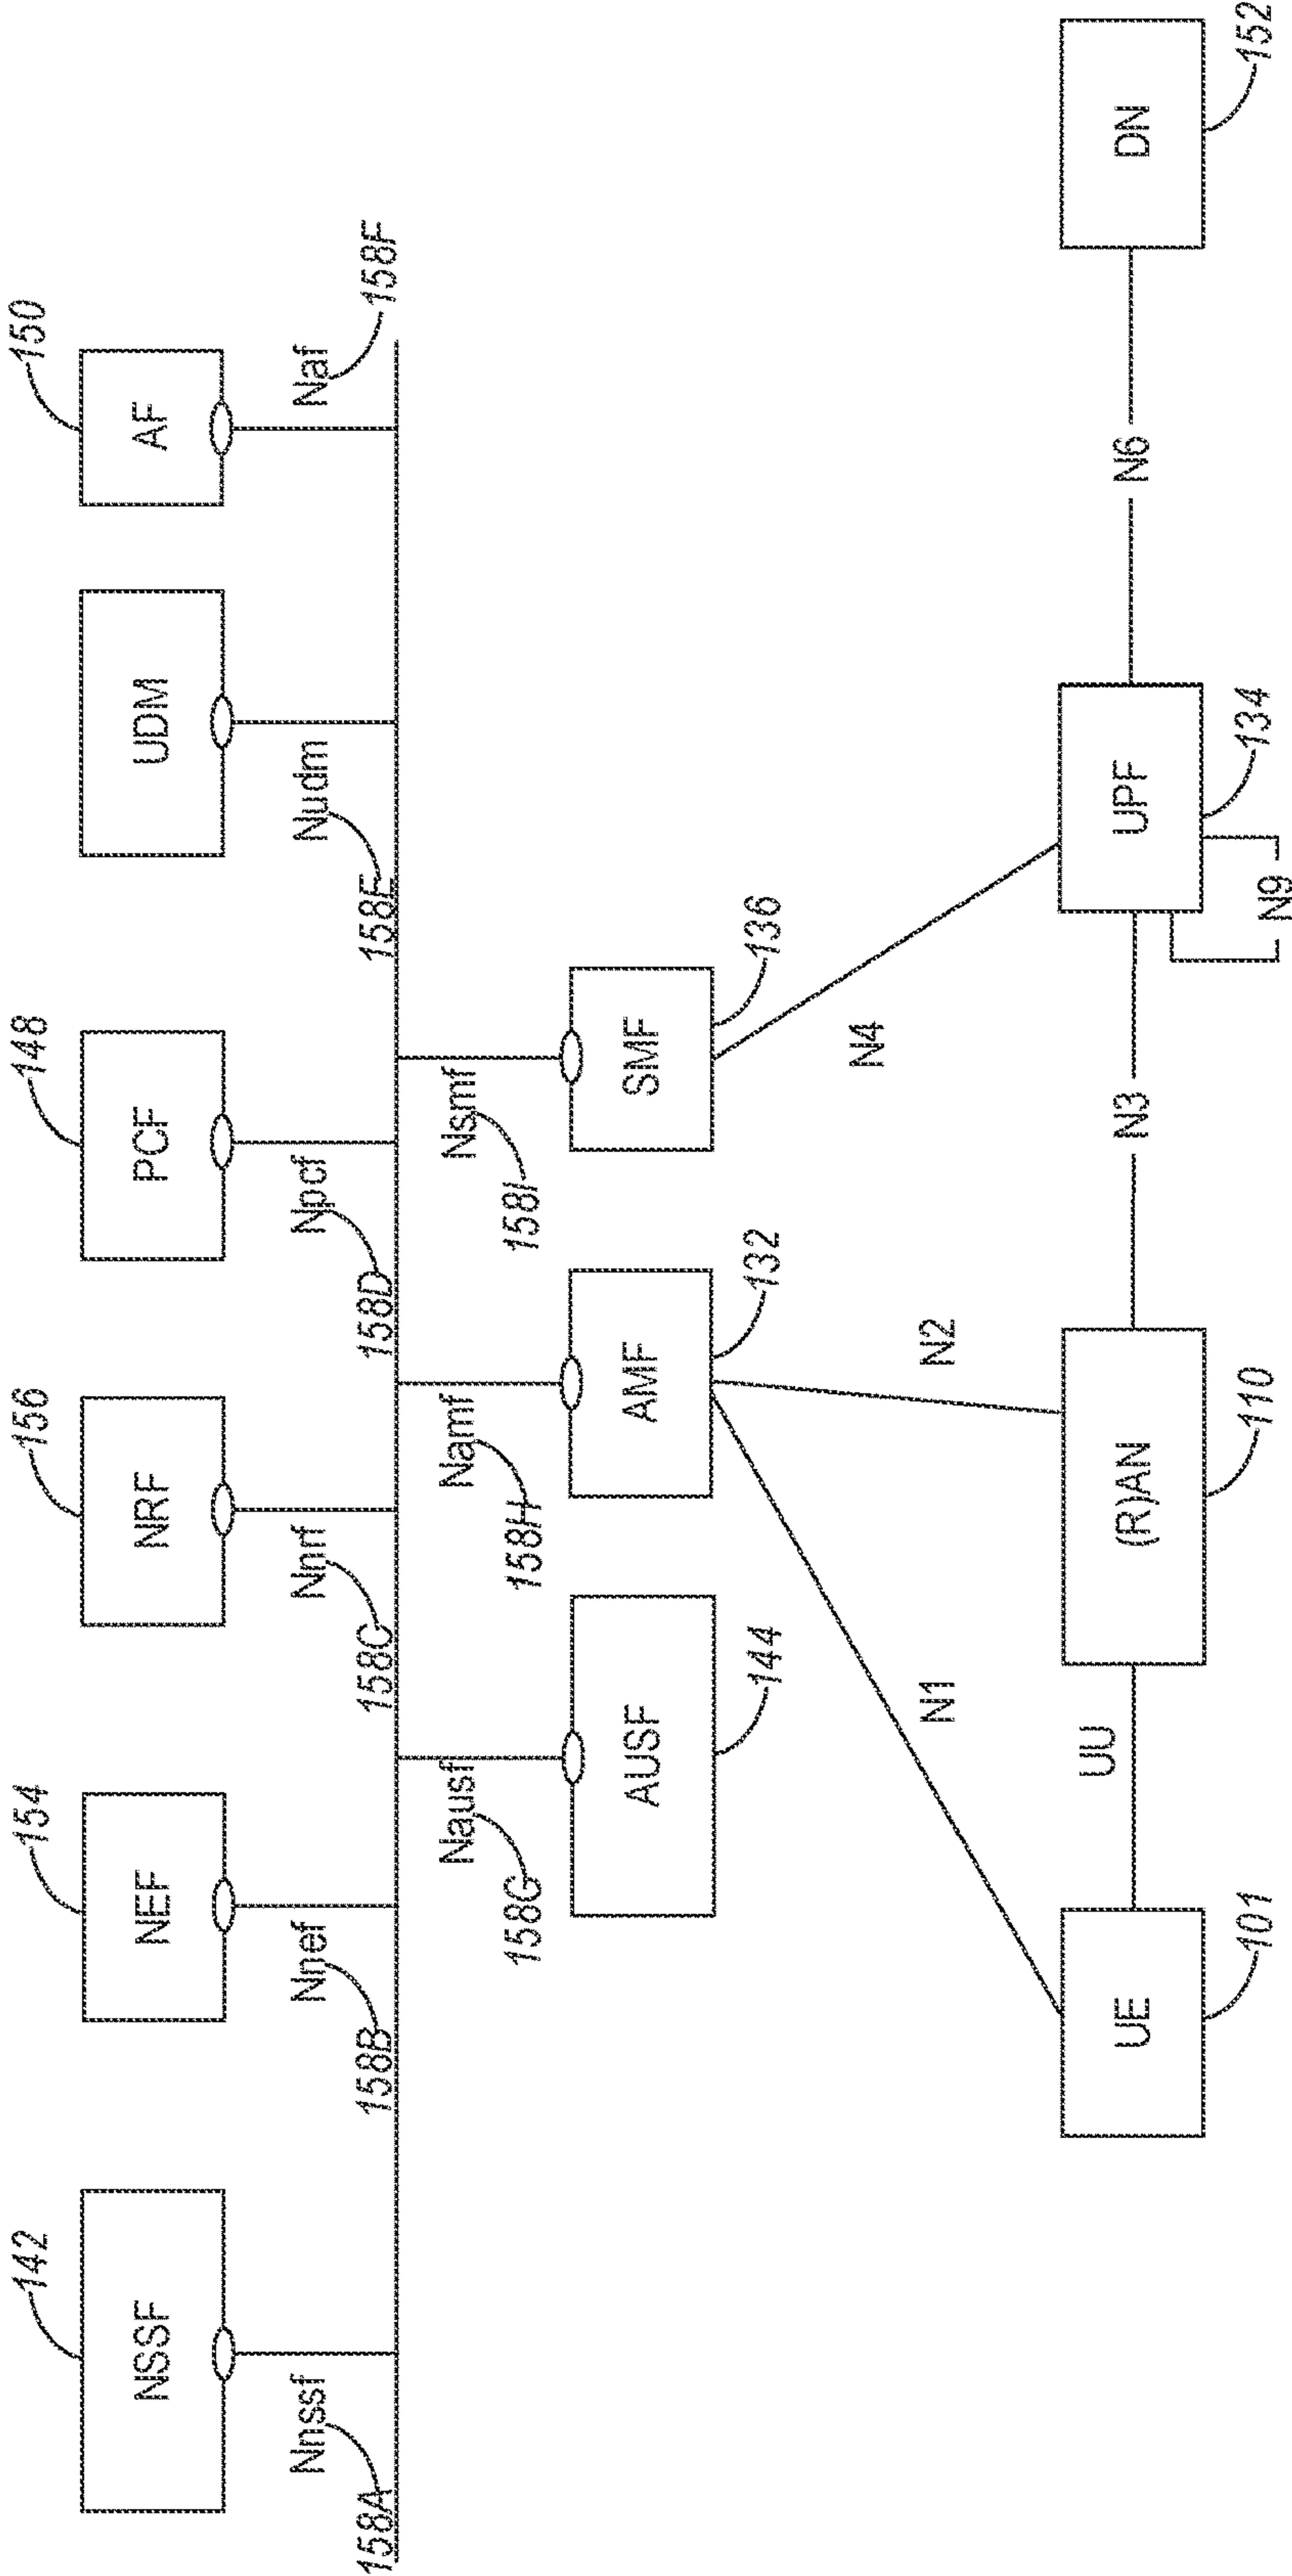 142
154
156
148
150
NSSF
NEF
NRF
PCF
UDM
AF
Nnssf
Nnef
Nnrf
Npcf
Nudm
Naf
158A
158B
158C
158D
158E
158F
Nausf
Namf
Nsmf
158G
158H
158I
AUSF
AMF
SMF
144
132
136
N1
N2
N4
UU
N3
N6
UE
(R)AN
UPF
DN
101
110
134
152
N9